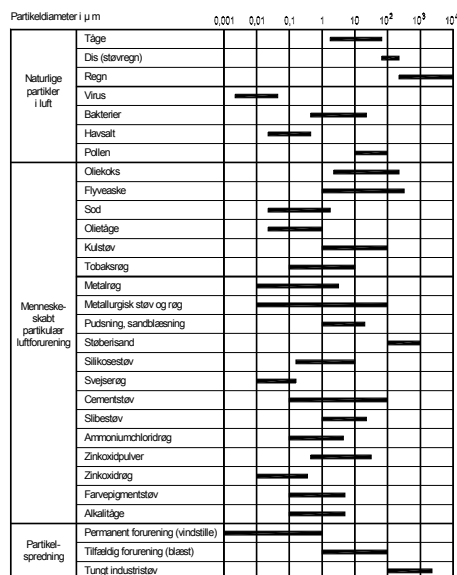 Partikeldiameter i µ m 0,001 0,01 0,1 1 10 10² 10³ 10⁴
Naturlige
partikler
i luft
Tåge
Dis (støvregn)
Regn
Virus
Bakterier
Havsalt
Pollen
Menneske-
skabt
partikulær
luftforurening
Oliekoks
Flyveaske
Sod
Olietåge
Kulstøv
Tobaksrøg
Metalrøg
Metallurgisk støv og røg
Pudsning, sandblæsning
Støberisand
Silikosestøv
Svejserøg
Cementstøv
Slibestøv
Ammoniumchloridrøg
Zinkoxidpulver
Zinkoxidrøg
Farvepigmentstøv
Alkalitåge
Partikel-
spredning
Permanent forurening (vindstille)
Tilfældig forurening (blæst)
Tungt industristøv